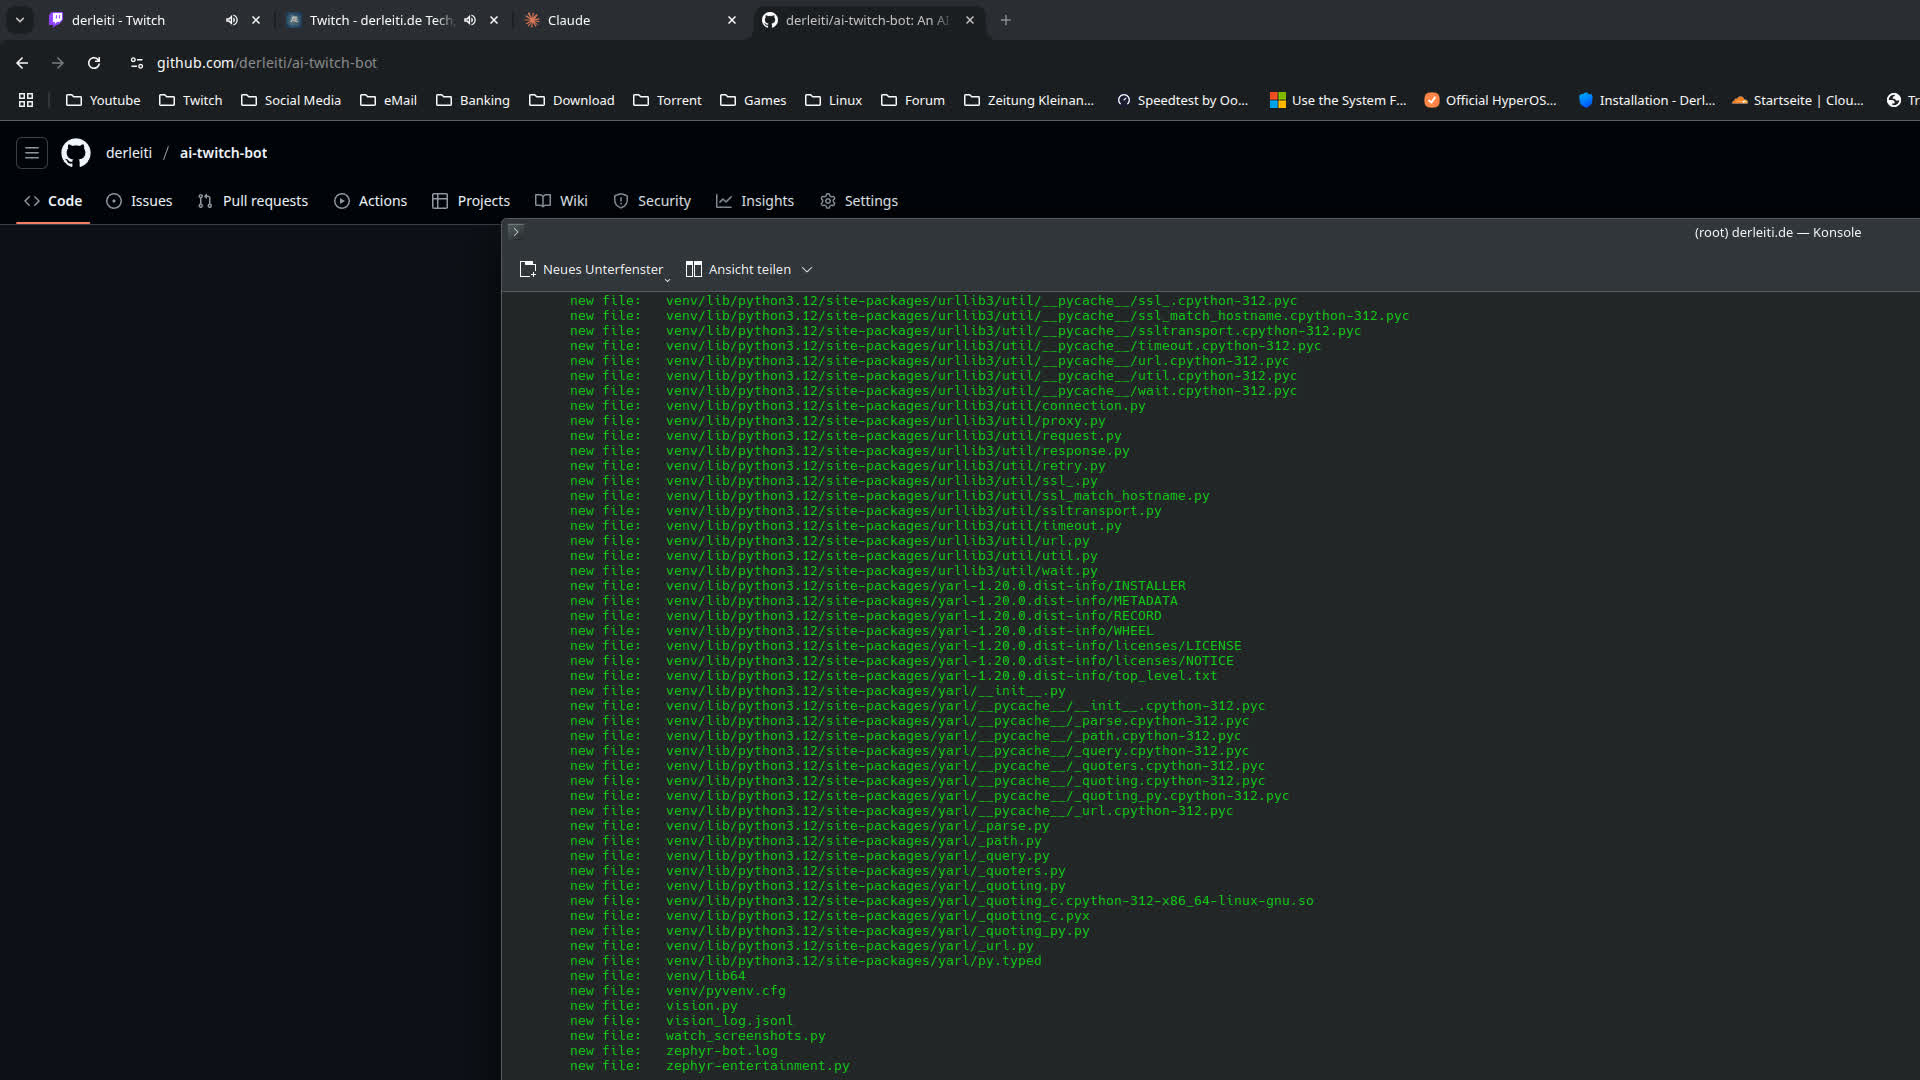 derleiti - Twitch
Twitch - derleiti.de Tech
Claude
derleiti/ai-twitch-bot: An AI
github.com/derleiti/ai-twitch-bot
Youtube Twitch Social Media eMail Banking Download Torrent Games Linux Forum Zeitung Kleinan... Speedtest by Oo... Use the System F... Official HyperOS... Installation - Derl... Startseite | Clou... Tr
derleiti / ai-twitch-bot
Code Issues Pull requests Actions Projects Wiki Security Insights Settings
(root) derleiti.de — Konsole
Neues Unterfenster Ansicht teilen
new file: venv/lib/python3.12/site-packages/urllib3/util/__pycache__/ssl_.cpython-312.pyc
new file: venv/lib/python3.12/site-packages/urllib3/util/__pycache__/ssl_match_hostname.cpython-312.pyc
new file: venv/lib/python3.12/site-packages/urllib3/util/__pycache__/ssltransport.cpython-312.pyc
new file: venv/lib/python3.12/site-packages/urllib3/util/__pycache__/timeout.cpython-312.pyc
new file: venv/lib/python3.12/site-packages/urllib3/util/__pycache__/url.cpython-312.pyc
new file: venv/lib/python3.12/site-packages/urllib3/util/__pycache__/util.cpython-312.pyc
new file: venv/lib/python3.12/site-packages/urllib3/util/__pycache__/wait.cpython-312.pyc
new file: venv/lib/python3.12/site-packages/urllib3/util/connection.py
new file: venv/lib/python3.12/site-packages/urllib3/util/proxy.py
new file: venv/lib/python3.12/site-packages/urllib3/util/request.py
new file: venv/lib/python3.12/site-packages/urllib3/util/response.py
new file: venv/lib/python3.12/site-packages/urllib3/util/retry.py
new file: venv/lib/python3.12/site-packages/urllib3/util/ssl_.py
new file: venv/lib/python3.12/site-packages/urllib3/util/ssl_match_hostname.py
new file: venv/lib/python3.12/site-packages/urllib3/util/ssltransport.py
new file: venv/lib/python3.12/site-packages/urllib3/util/timeout.py
new file: venv/lib/python3.12/site-packages/urllib3/util/url.py
new file: venv/lib/python3.12/site-packages/urllib3/util/util.py
new file: venv/lib/python3.12/site-packages/urllib3/util/wait.py
new file: venv/lib/python3.12/site-packages/yarl-1.20.0.dist-info/INSTALLER
new file: venv/lib/python3.12/site-packages/yarl-1.20.0.dist-info/METADATA
new file: venv/lib/python3.12/site-packages/yarl-1.20.0.dist-info/RECORD
new file: venv/lib/python3.12/site-packages/yarl-1.20.0.dist-info/WHEEL
new file: venv/lib/python3.12/site-packages/yarl-1.20.0.dist-info/licenses/LICENSE
new file: venv/lib/python3.12/site-packages/yarl-1.20.0.dist-info/licenses/NOTICE
new file: venv/lib/python3.12/site-packages/yarl-1.20.0.dist-info/top_level.txt
new file: venv/lib/python3.12/site-packages/yarl/__init__.py
new file: venv/lib/python3.12/site-packages/yarl/__pycache__/__init__.cpython-312.pyc
new file: venv/lib/python3.12/site-packages/yarl/__pycache__/_parse.cpython-312.pyc
new file: venv/lib/python3.12/site-packages/yarl/__pycache__/_path.cpython-312.pyc
new file: venv/lib/python3.12/site-packages/yarl/__pycache__/_query.cpython-312.pyc
new file: venv/lib/python3.12/site-packages/yarl/__pycache__/_quoters.cpython-312.pyc
new file: venv/lib/python3.12/site-packages/yarl/__pycache__/_quoting.cpython-312.pyc
new file: venv/lib/python3.12/site-packages/yarl/__pycache__/_quoting_py.cpython-312.pyc
new file: venv/lib/python3.12/site-packages/yarl/__pycache__/_url.cpython-312.pyc
new file: venv/lib/python3.12/site-packages/yarl/_parse.py
new file: venv/lib/python3.12/site-packages/yarl/_path.py
new file: venv/lib/python3.12/site-packages/yarl/_query.py
new file: venv/lib/python3.12/site-packages/yarl/_quoters.py
new file: venv/lib/python3.12/site-packages/yarl/_quoting.py
new file: venv/lib/python3.12/site-packages/yarl/_quoting_c.cpython-312-x86_64-linux-gnu.so
new file: venv/lib/python3.12/site-packages/yarl/_quoting_c.pyx
new file: venv/lib/python3.12/site-packages/yarl/_quoting_py.py
new file: venv/lib/python3.12/site-packages/yarl/_url.py
new file: venv/lib/python3.12/site-packages/yarl/py.typed
new file: venv/lib64
new file: venv/pyvenv.cfg
new file: vision.py
new file: vision_log.jsonl
new file: watch_screenshots.py
new file: zephyr-bot.log
new file: zephyr-entertainment.py